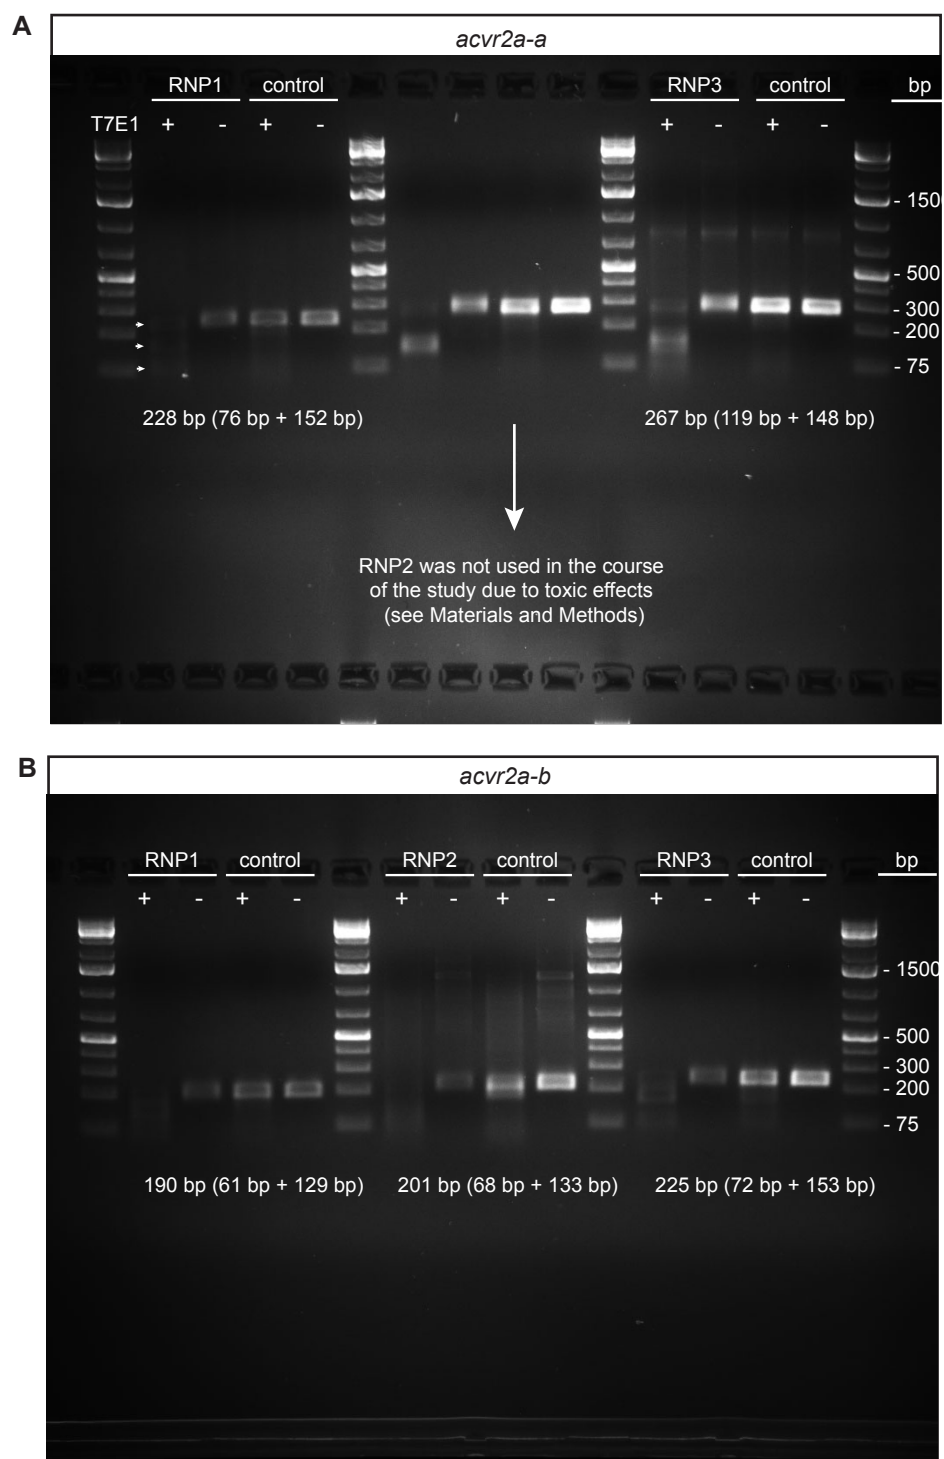 A
acvr2a-a
RNP1 control RNP3 control bp
T7E1 + - + - + - + -
- 150
- 500
- 300
- 200
- 75
228 bp (76 bp + 152 bp) 267 bp (119 bp + 148 bp)
RNP2 was not used in the course
of the study due to toxic effects
(see Materials and Methods)
B
acvr2a-b
RNP1 control RNP2 control RNP3 control bp
+ - + - + - + - + - + -
- 1500
- 500
- 300
- 200
- 75
190 bp (61 bp + 129 bp) 201 bp (68 bp + 133 bp) 225 bp (72 bp + 153 bp)